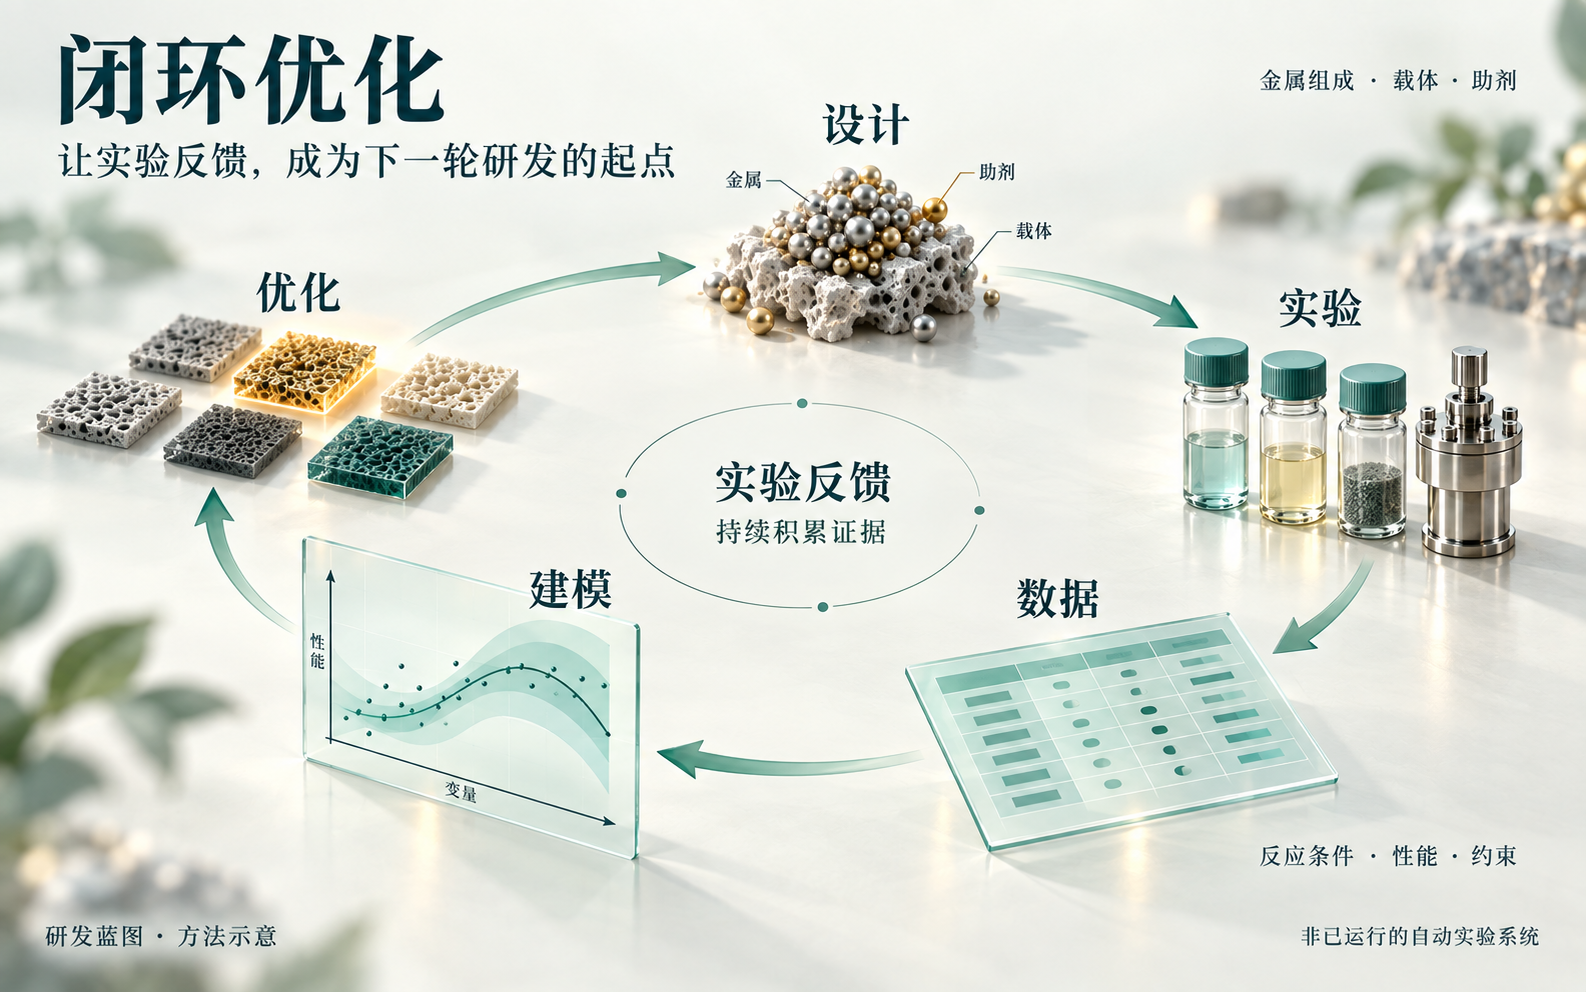 闭环优化
让实验反馈，成为下一轮研发的起点
金属组成 · 载体 · 助剂
设计
金属
助剂
载体
优化
实验
实验反馈
持续积累证据
建模
性能
变量
数据
反应条件 · 性能 · 约束
研发蓝图 · 方法示意
非已运行的自动实验系统